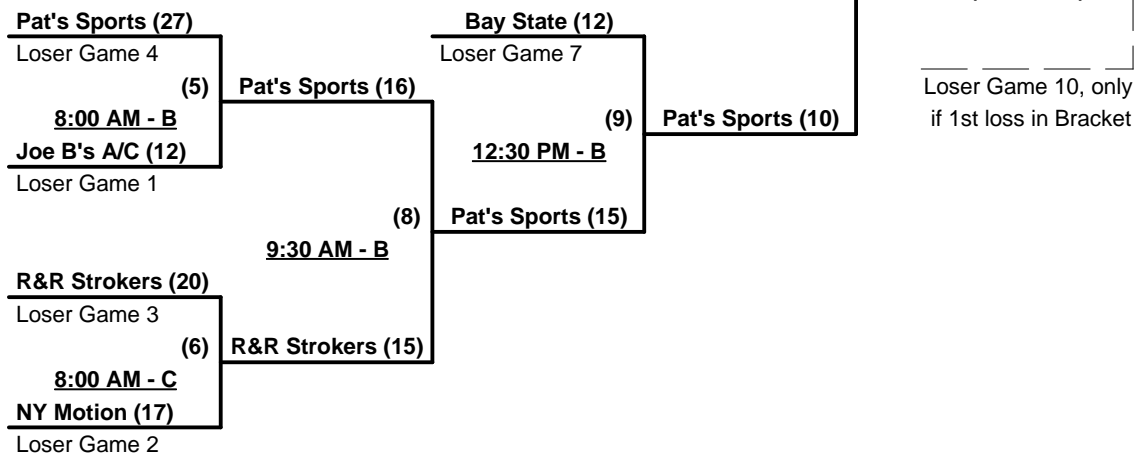 Pat's Sports (27)
Loser Game 4
(5)
8:00 AM - B
Joe B's A/C (12)
Loser Game 1
Pat's Sports (16)
R&R Strokers (20)
Loser Game 3
(6)
8:00 AM - C
NY Motion (17)
Loser Game 2
R&R Strokers (15)
(8)
9:30 AM - B
Bay State (12)
Loser Game 7
(9)
12:30 PM - B
Pat's Sports (15)
Pat's Sports (10)
Loser Game 10, only
if 1st loss in Bracket